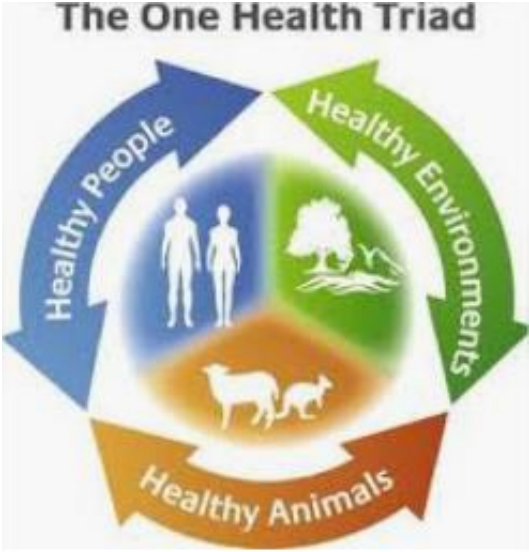 The One Health Triad
Healthy People
Healthy Environments
Healthy Animals